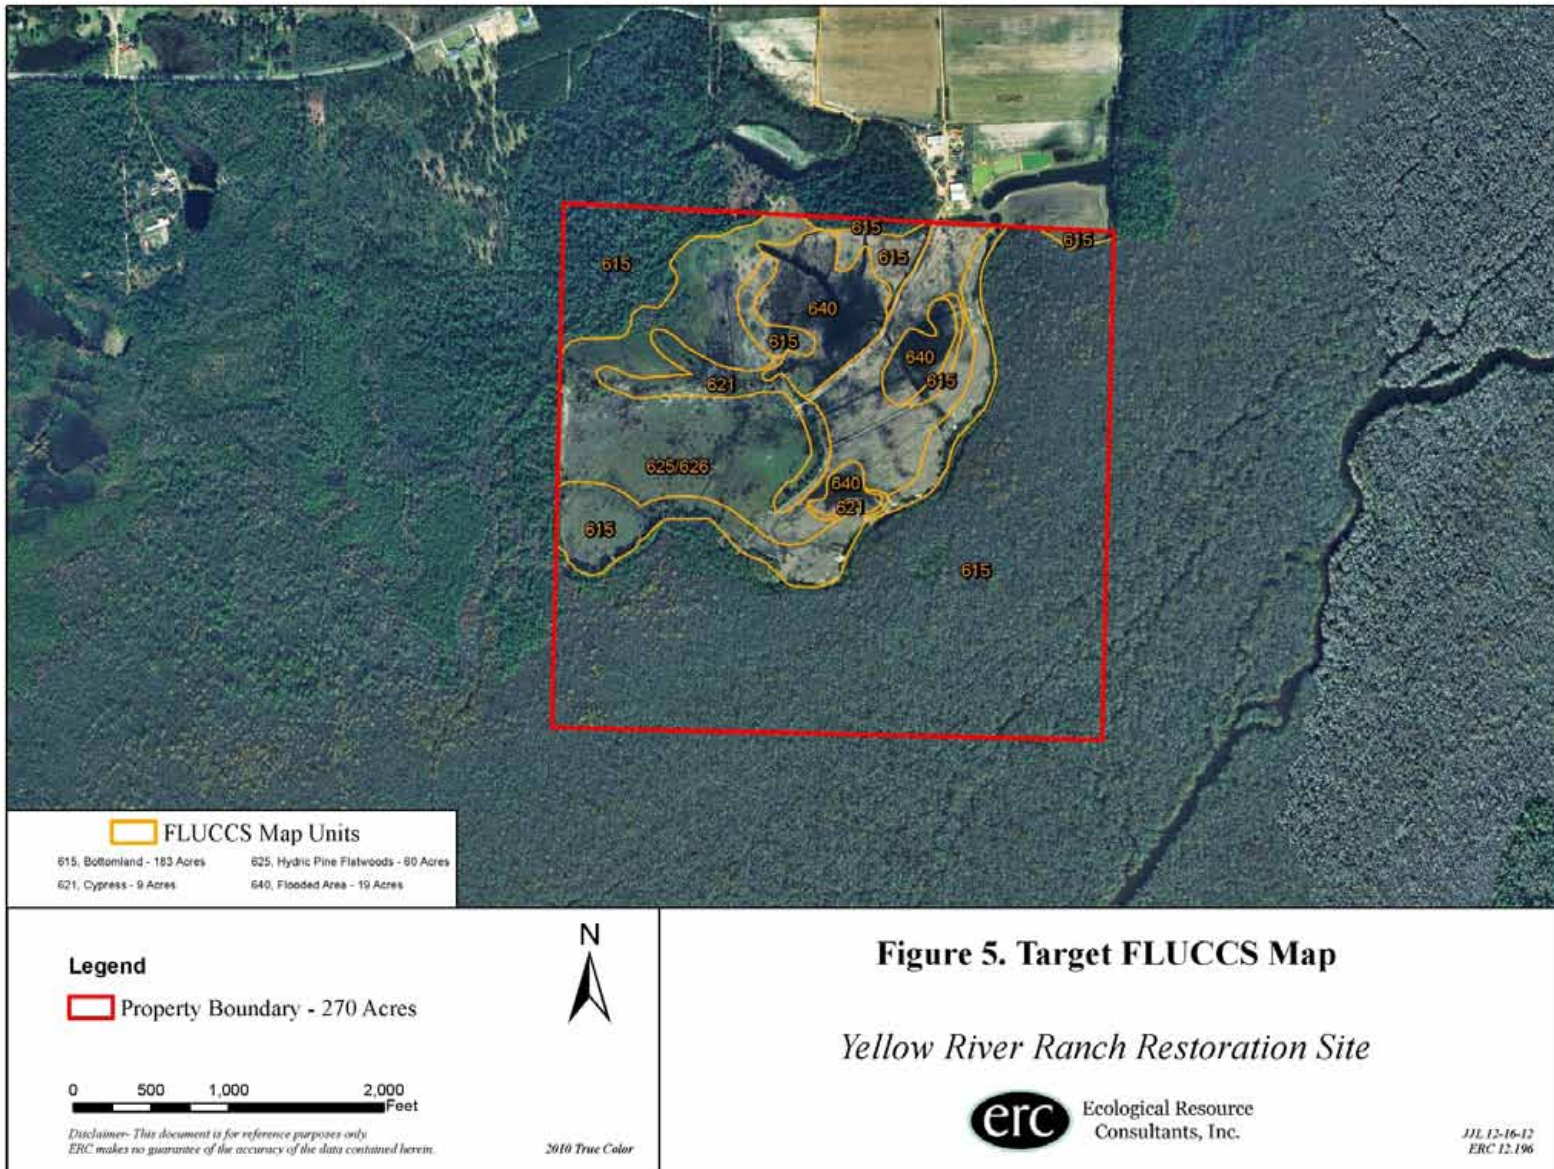 615
615
615
615
640
615
640
615
621
625/626
640
621
615
615
FLUCCS Map Units
615, Bottomland - 183 Acres
625, Hydric Pine Flatwoods - 60 Acres
621, Cypress - 9 Acres
640, Flooded Area - 19 Acres
Legend
Property Boundary - 270 Acres
N
0 500 1,000 2,000
Feet
Disclaimer- This document is for reference purposes only
ERC makes no guarantee of the accuracy of the data contained herein.
2010 True Color
Figure 5. Target FLUCCS Map
Yellow River Ranch Restoration Site
erc
Ecological Resource
Consultants, Inc.
JJL 12-16-12
ERC 12.196